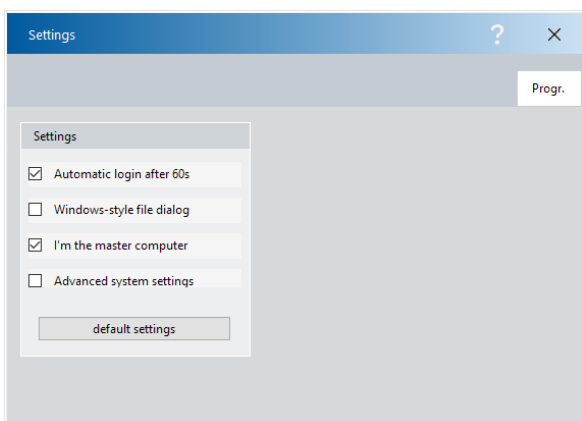 Settings
?
Progr.
Settings
Automatic login after 60s
Windows-style file dialog
I'm the master computer
Advanced system settings
default settings